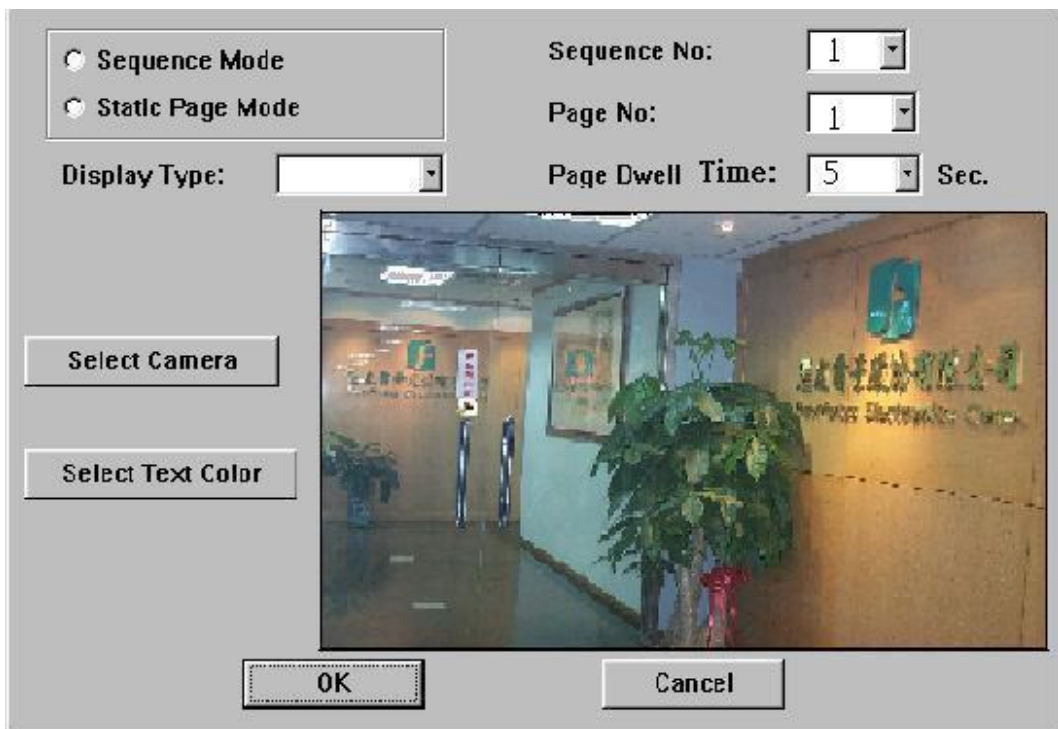 Sequence Mode
Static Page Mode
Display Type:
Sequence No: 1
Page No: 1
Page Dwell Time: 5 Sec.
Select Camera
Select Text Color
OK
Cancel